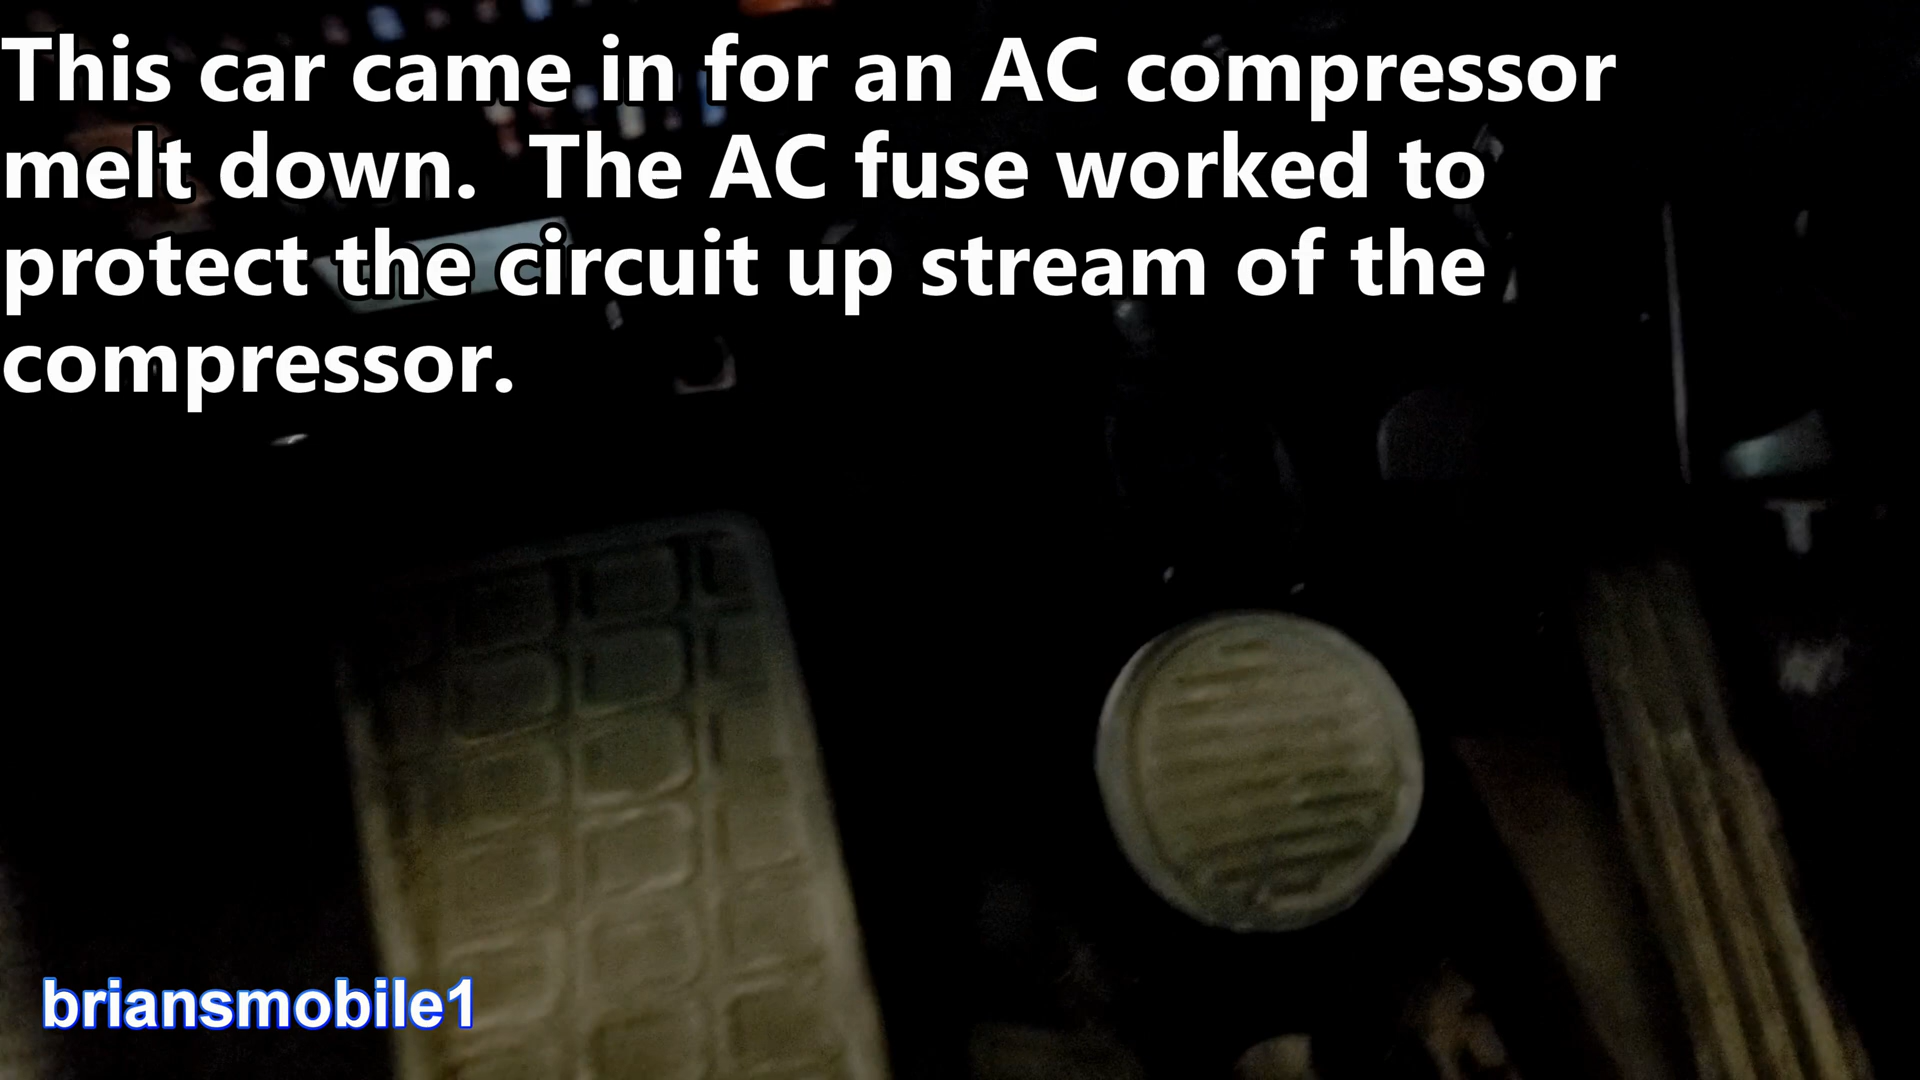 This car came in for an AC compressor
melt down.  The AC fuse worked to
protect the circuit up stream of the
compressor.
briansmobile1